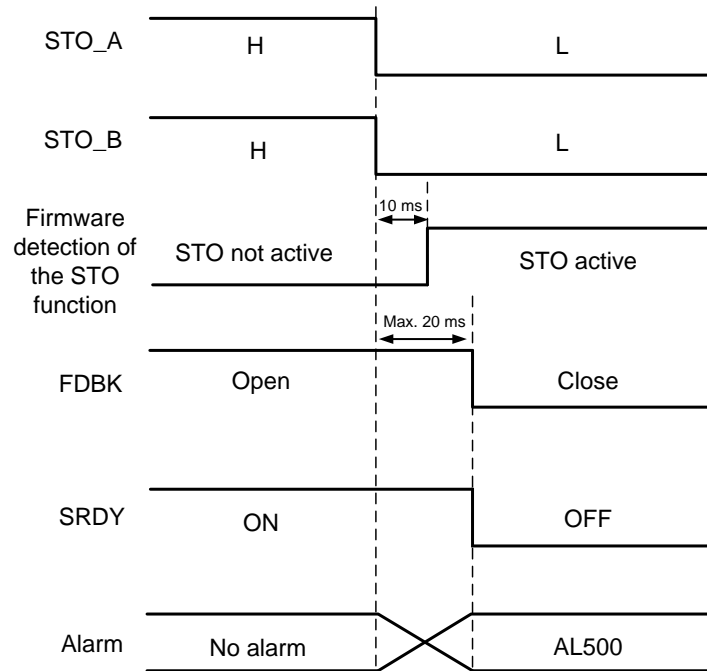 STO_A
H
L
STO_B
H
L
10 ms
Firmware
detection of
the STO
function
STO not active
STO active
Max. 20 ms
FDBK
Open
Close
SRDY
ON
OFF
Alarm
No alarm
AL500